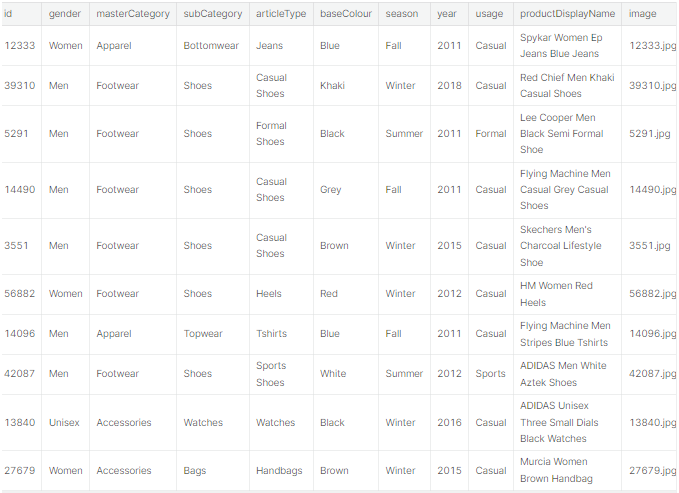 id gender masterCategory subCategory articleType baseColour season year usage productDisplayName image
12333 Women Apparel Bottomwear Jeans Blue Fall 2011 Casual Spykar Women Ep Jeans Blue Jeans 12333.jpg
39310 Men Footwear Shoes Casual Shoes Khaki Winter 2018 Casual Red Chief Men Khaki Casual Shoes 39310.jpg
5291 Men Footwear Shoes Formal Shoes Black Summer 2011 Formal Lee Cooper Men Black Semi Formal Shoe 5291.jpg
14490 Men Footwear Shoes Casual Shoes Grey Fall 2011 Casual Flying Machine Men Casual Grey Casual Shoes 14490.jpg
3551 Men Footwear Shoes Casual Shoes Brown Winter 2015 Casual Skechers Men's Charcoal Lifestyle Shoe 3551.jpg
56882 Women Footwear Shoes Heels Red Winter 2012 Casual HM Women Red Heels 56882.jpg
14096 Men Apparel Topwear Tshirts Blue Fall 2011 Casual Flying Machine Men Stripes Blue Tshirts 14096.jpg
42087 Men Footwear Shoes Sports Shoes White Summer 2012 Sports ADIDAS Men White Aztek Shoes 42087.jpg
13840 Unisex Accessories Watches Watches Black Winter 2016 Casual ADIDAS Unisex Three Small Dials Black Watches 13840.jpg
27679 Women Accessories Bags Handbags Brown Winter 2015 Casual Murcia Women Brown Handbag 27679.jpg